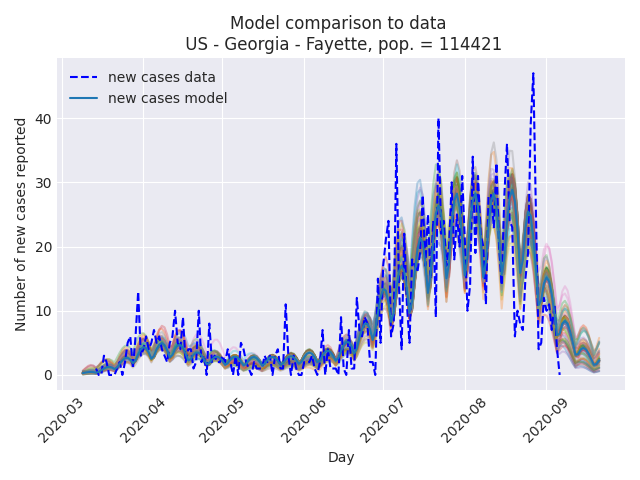 Model comparison to data
US - Georgia - Fayette, pop. = 114421
new cases data
new cases model
Number of new cases reported
40
30
20
10
0
2020-03
2020-04
2020-05
2020-06
2020-07
2020-08
2020-09
Day